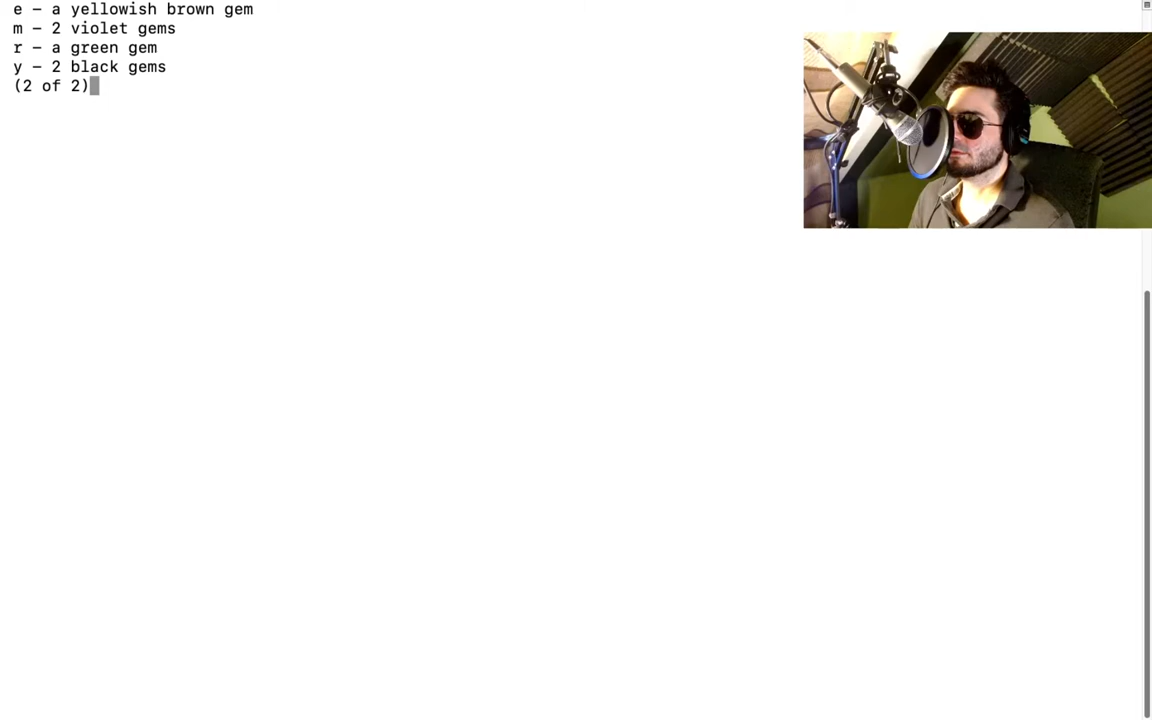 e – a yellowish brown gem
m – 2 violet gems
r – a green gem
y – 2 black gems
(2 of 2)